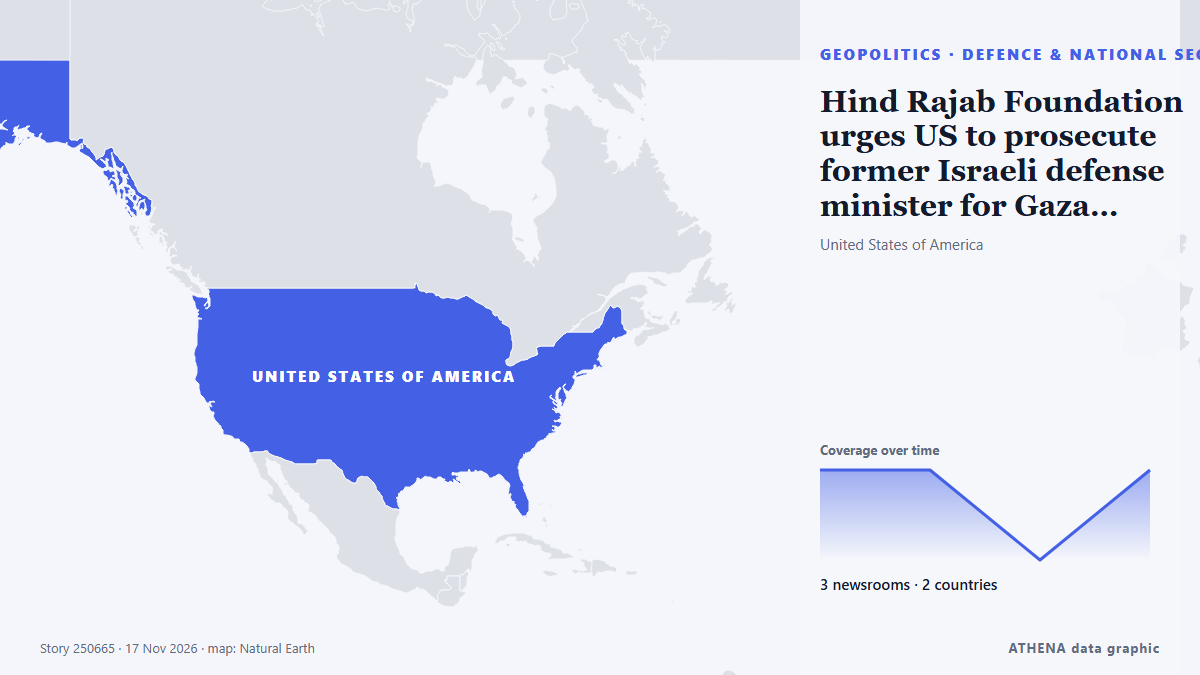 GEOPOLITICS · DEFENCE & NATIONAL
Hind Rajab Foundation
urges US to prosecute
former Israeli defense
minister for Gaza...
United States of America
UNITED STATES OF AMERICA
Coverage over time
3 newsrooms · 2 countries
Story 250665 · 17 Nov 2026 · map: Natural Earth
ATHENA data graphic